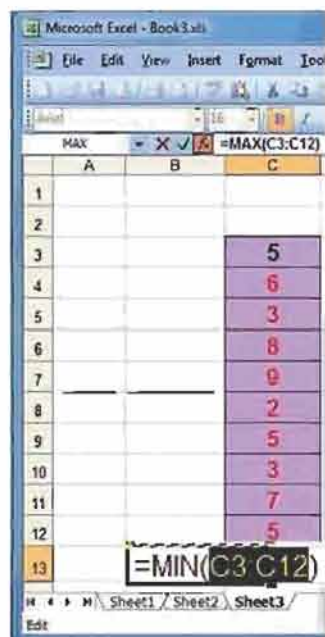 Microsoft Excel - Book3.xls
File Edit View Insert Format Too
16 B I
MAX =MAX(C3:C12)
A B C
1
2
3 5
4 6
5 3
6 8
7 9
8 2
9 5
10 3
11 7
12 5
13 =MIN(C3:C12)
Sheet1 / Sheet2 / Sheet3 /
Edit